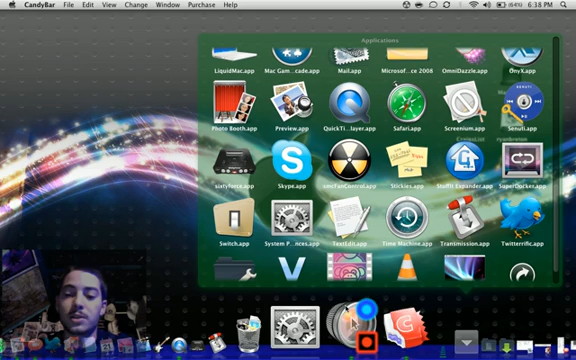 CandyBar File Edit View Change Window Purchase Help
(64%) 6:38 PM
Applications
LiquidMac.app Mac Gam...cade.app Mail.app Microsof...ce 2008 OmniDazzle.app OnyX.app
Photo Booth.app Preview.app QuickTi...layer.app Safari.app Screenium.app Senuti.app
sixtyforce.app Skype.app smcFanControl.app Stickies.app StuffIt Expander.app SuperDocker.app
Switch.app System P...nces.app TextEdit.app Time Machine.app Transmission.app Twitterrific.app